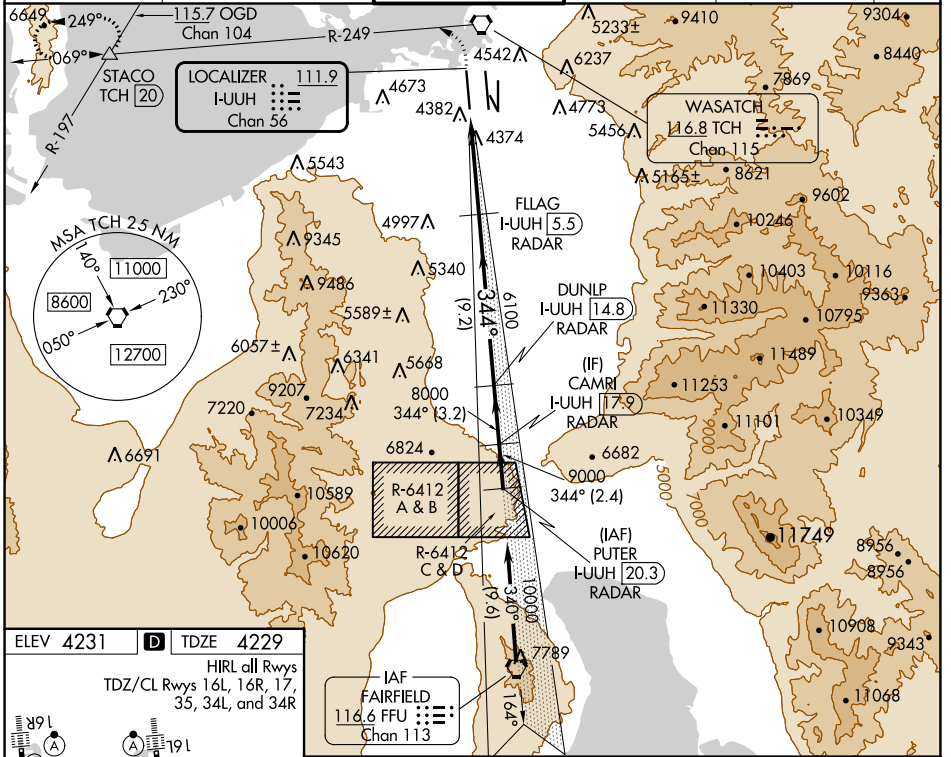 6649
249°
069°
115.7 OGD
Chan 104
R-249
STACO
TCH 20
R-197
LOCALIZER 111.9
I-UUH
Chan 56
4542
5233±
6237
9410
9304
8440
7869
4673
4382
4374
4773
5456
WASATCH
116.8 TCH
Chan 115
5543
5165±
8621
9602
MSA TCH 25 NM
140°
11000
8600
230°
050°
12700
9345
9486
4997
5340
5589±
FLLAG
I-UUH 5.5
RADAR
10246
10403
10116
9363
11330
10795
344°
(9.2)
6100
DUNLP
I-UUH 14.8
RADAR
6057±
6341
5668
9207
7234
7220
8000
344° (3.2)
(IF)
CAMRI
I-UUH 17.9
RADAR
11489
11253
11101
10349
9000
6691
6824
6682
9000
344° (2.4)
5000
7000
R-6412
A & B
R-6412
C & D
10589
10006
10620
(IAF)
PUTER
I-UUH 20.3
RADAR
11749
8956
8956
340°
(9.6)
10000
7789
164°
IAF
FAIRFIELD
116.6 FFU
Chan 113
10908
9343
11068
ELEV 4231 D TDZE 4229
HIRL all Rwys
TDZ/CL Rwys 16L, 16R, 17,
35, 34L, and 34R
16R
A
A
16L